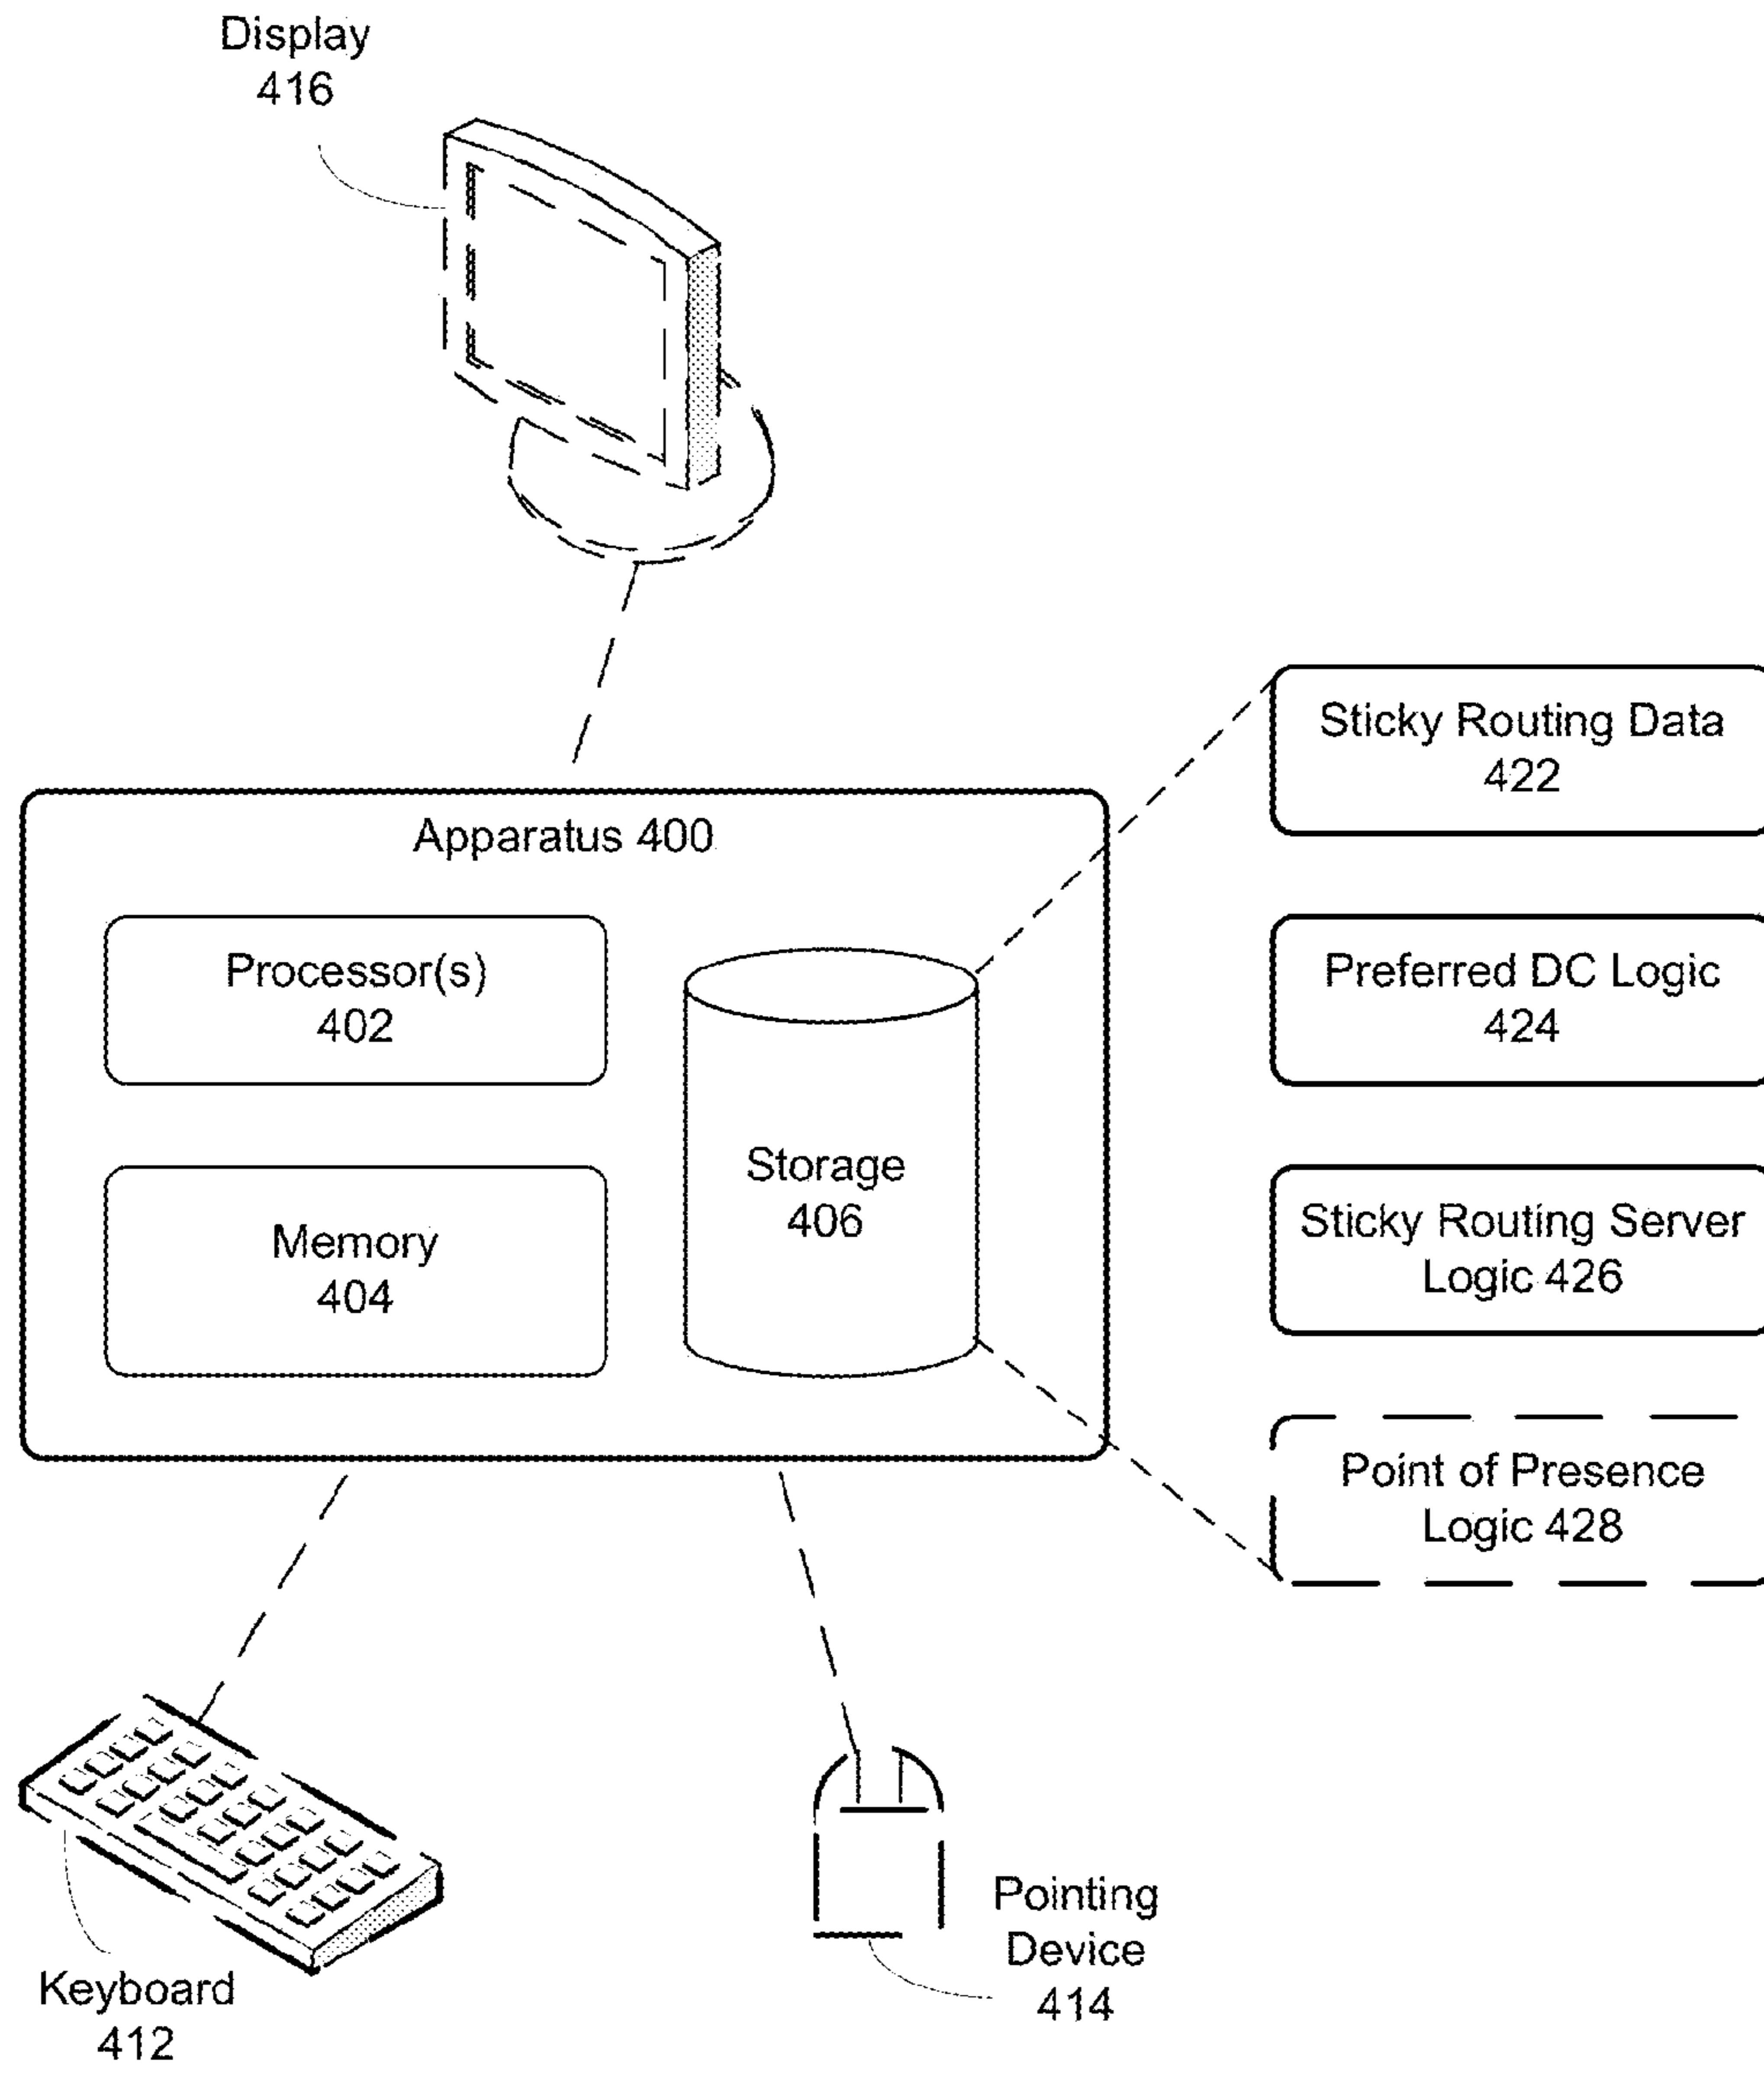 Display
416
Sticky Routing Data
422
Apparatus 400
Processor(s)
402
Preferred DC Logic
424
Storage
406
Memory
404
Sticky Routing Server
Logic 426
Point of Presence
Logic 428
Pointing
Device
414
Keyboard
412